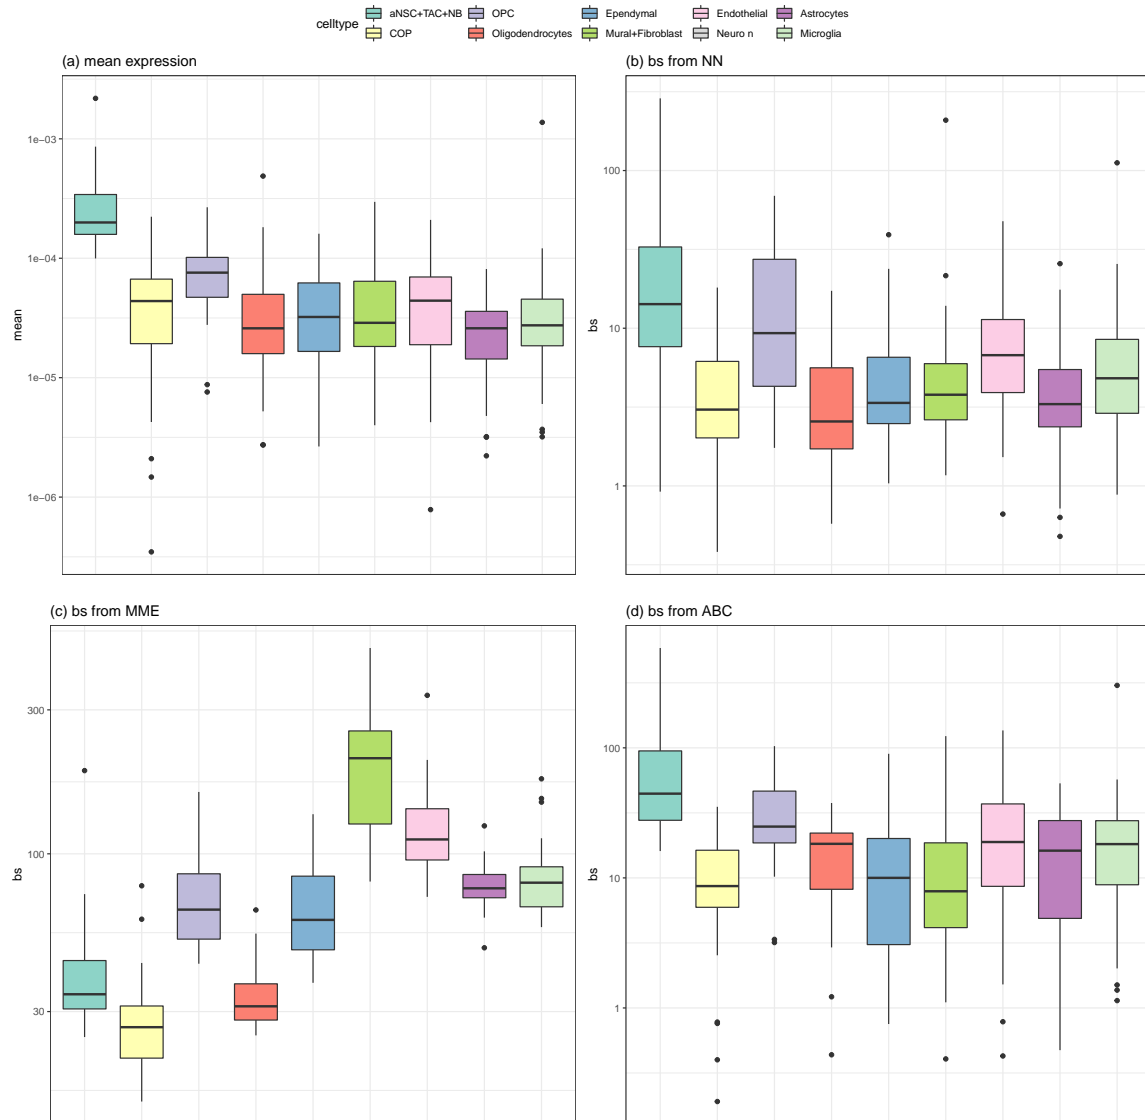 celltype
aNSC+TAC+NB OPC Ependymal Endothelial Astrocytes
COP Oligodendrocytes Mural+Fibroblast Neuro n Microglia
(a) mean expression
mean
1e−03
1e−04
1e−05
1e−06
(b) bs from NN
bs
100
10
1
(c) bs from MME
bs
300
100
30
(d) bs from ABC
bs
100
10
1